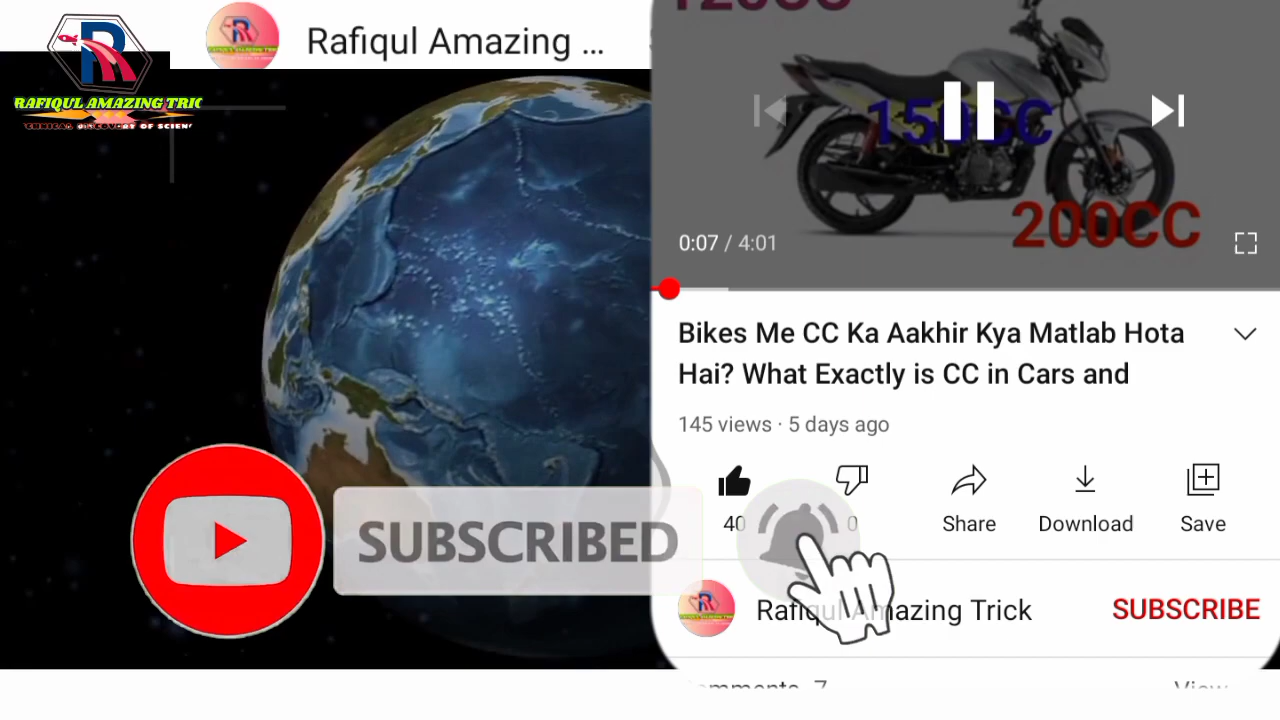 Rafiqul Amazing ...
RAFIQUL AMAZING TRIC
120CC
150CC
200CC
0:07 / 4:01
Bikes Me CC Ka Aakhir Kya Matlab Hota
Hai? What Exactly is CC in Cars and
145 views · 5 days ago
40
0
Share
Download
Save
SUBSCRIBED
Rafiqul Amazing Trick
SUBSCRIBE
7